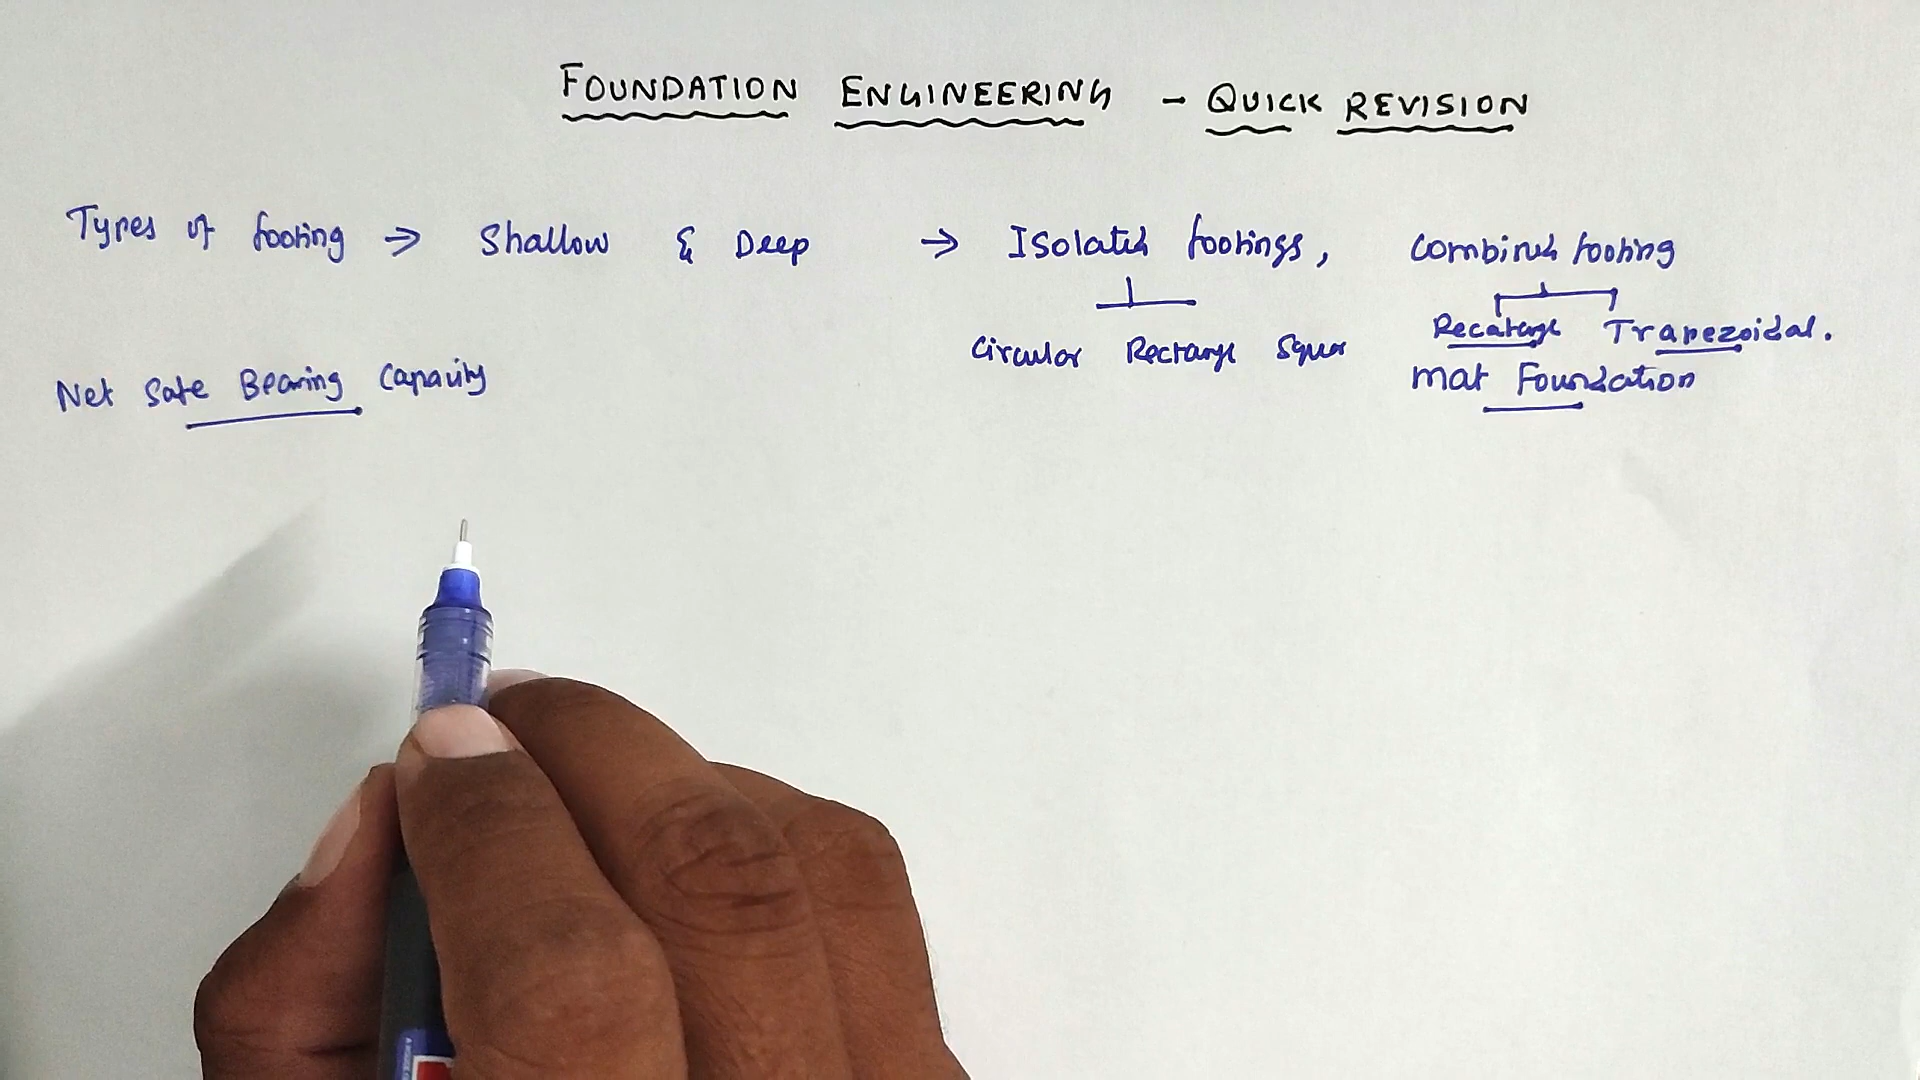 FOUNDATION ENGINEERING - QUICK REVISION
Types of footing → Shallow & Deep → Isolated footings, Combined footing
Circular Rectangle Square
Rectangle Trapezoidal.
Mat Foundation
Net Safe Bearing Capacity